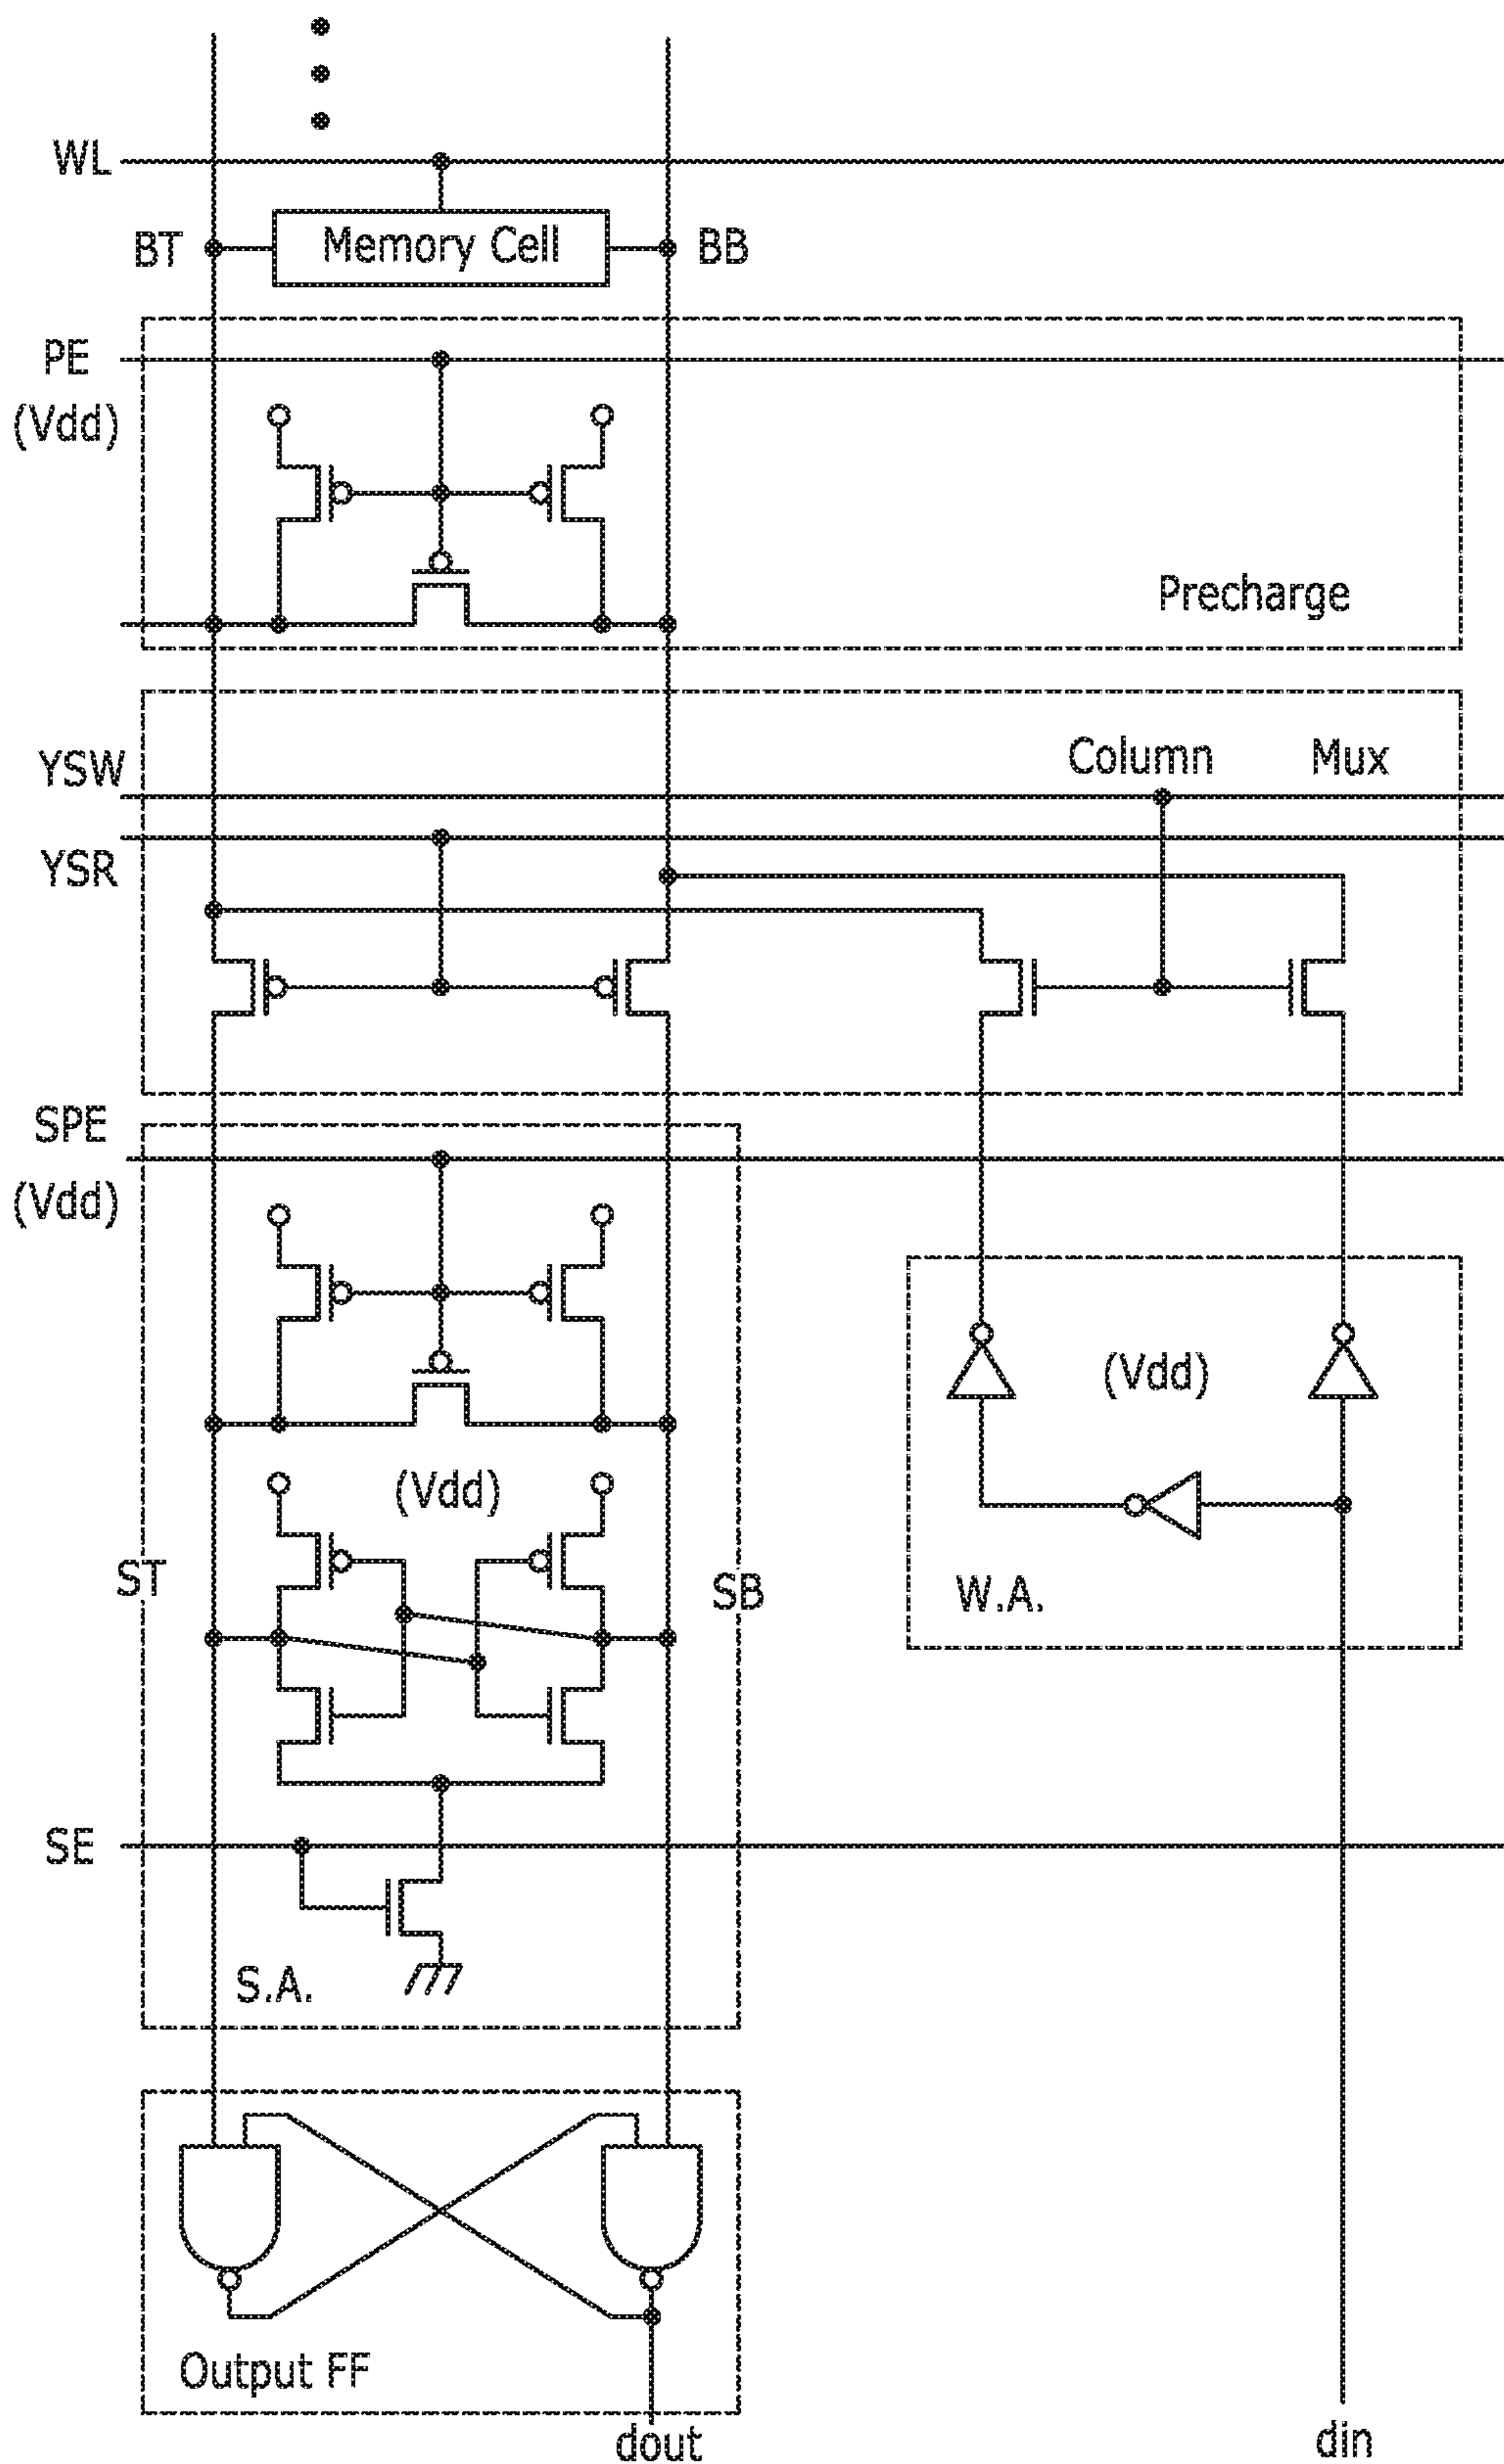 WL
BT
Memory Cell
BB
PE
(Vdd)
Precharge
YSW
Column
Mux
YSR
SPE
(Vdd)
(Vdd)
(Vdd)
ST
SB
W.A.
SE
S.A.
Output FF
dout
din